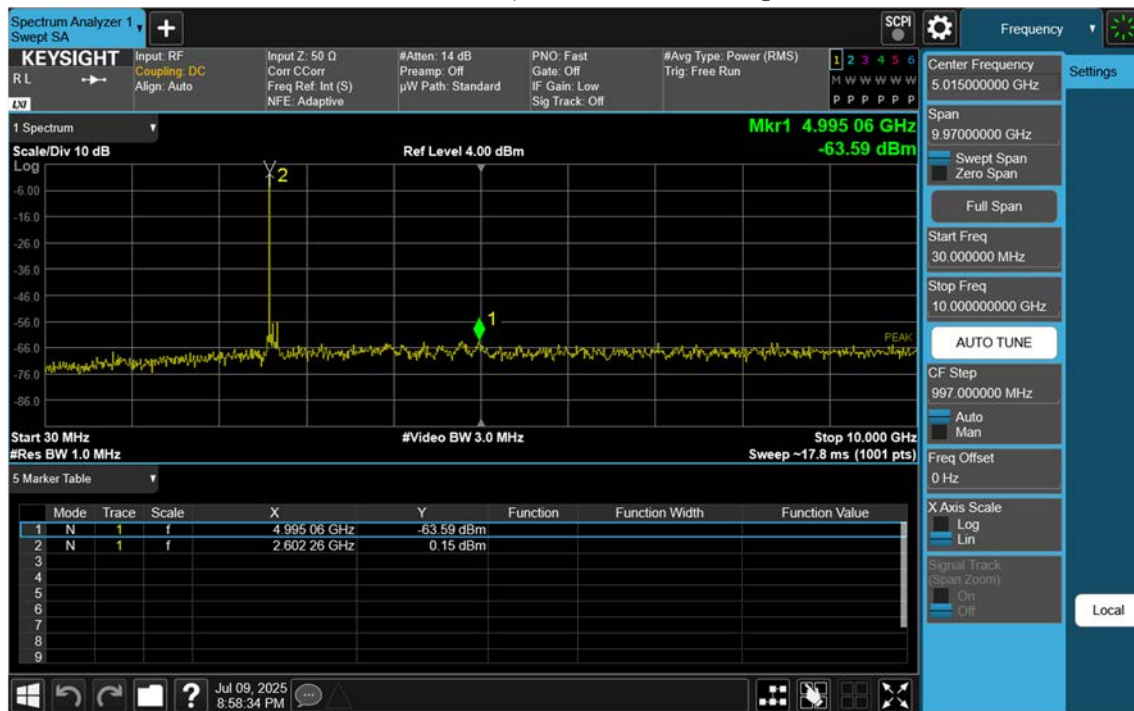 Spectrum Analyzer 1
Swept SA
+
SCPI
Frequency
KEYSIGHT
RL
LXI
Input: RF
Coupling: DC
Align: Auto
Input Z: 50 Ω
Corr CCorr
Freq Ref: Int (S)
NFE: Adaptive
#Atten: 14 dB
Preamp: Off
µW Path: Standard
PNO: Fast
Gate: Off
IF Gain: Low
Sig Track: Off
#Avg Type: Power (RMS)
Trig: Free Run
1 2 3 4 5 6
M W W W W W
P P P P P P
1 Spectrum
Scale/Div 10 dB
Ref Level 4.00 dBm
Mkr1 4.995 06 GHz
-63.59 dBm
Log
2
-6.00
-16.0
-26.0
-36.0
-46.0
-56.0
1
PEAK
-66.0
-76.0
-86.0
Start 30 MHz
#Video BW 3.0 MHz
Stop 10.000 GHz
#Res BW 1.0 MHz
Sweep ~17.8 ms (1001 pts)
5 Marker Table
Mode Trace Scale X Y Function Function Width Function Value
1 N 1 f 4.995 06 GHz -63.59 dBm
2 N 1 f 2.602 26 GHz 0.15 dBm
3
4
5
6
7
8
9
Center Frequency
5.015000000 GHz
Span
9.97000000 GHz
Swept Span
Zero Span
Full Span
Start Freq
30.000000 MHz
Stop Freq
10.000000000 GHz
AUTO TUNE
CF Step
997.000000 MHz
Auto
Man
Freq Offset
0 Hz
X Axis Scale
Log
Lin
Signal Track
(Span Zoom)
On
Off
Settings
Local
?
Jul 09, 2025
8:58:34 PM